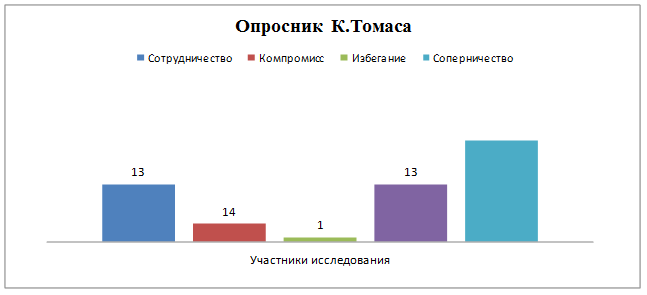 Опросник К.Томаса
Сотрудничество Компромисс Избегание Соперничество
13 14 1 13
Участники исследования